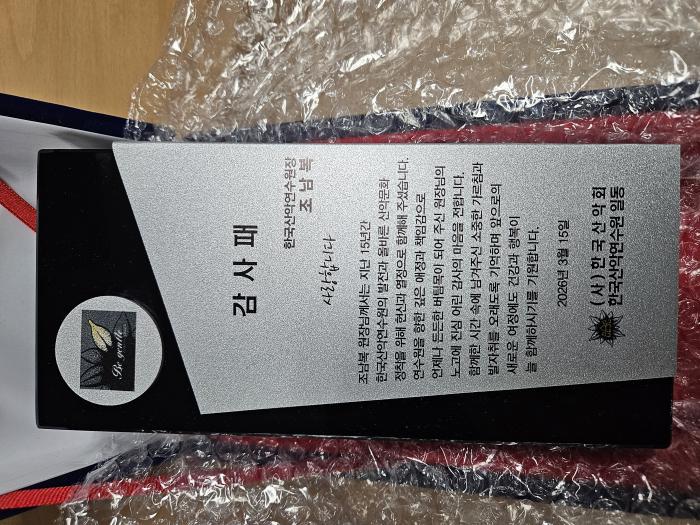 Be gentle
감사패
한국산악연수원장
조남복
사랑합니다
조남복 원장님께서는 지난 15년간
한국산악연수원의 발전과 올바른 산악문화
정착을 위해 헌신과 열정으로 함께해 주셨습니다.
연수원을 향한 깊은 애정과 책임감으로
언제나 든든한 버팀목이 되어 주신 원장님의
노고에 진심 어린 감사의 마음을 전합니다.
함께한 시간 속에 남겨주신 소중한 가르침과
발자취를 오래도록 기억하며 앞으로의
새로운 여정에도 건강과 행복이
늘 함께하시기를 기원합니다.
2026년 3월 15일
(사)한국산악회
한국산악연수원 일동